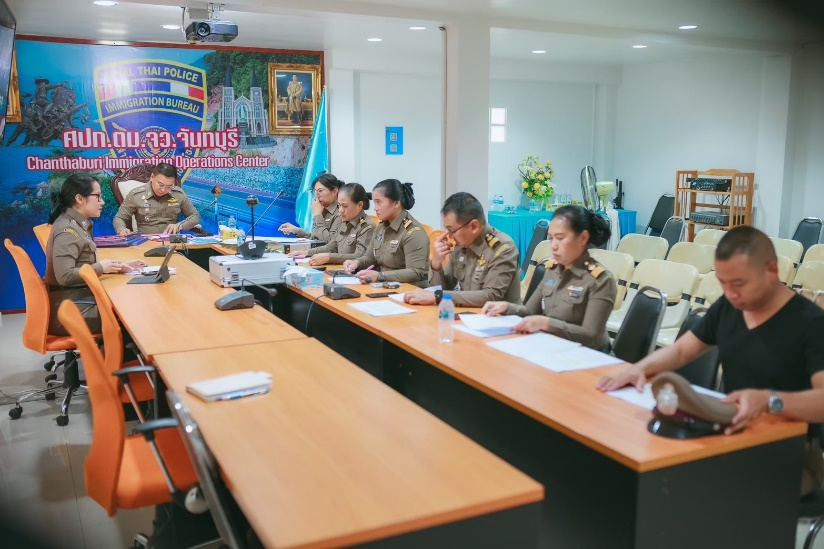 THAI POLICE
IMMIGRATION BUREAU
ศปก.ตม.จว.จันทบุรี
Chanthaburi Immigration Operations Center